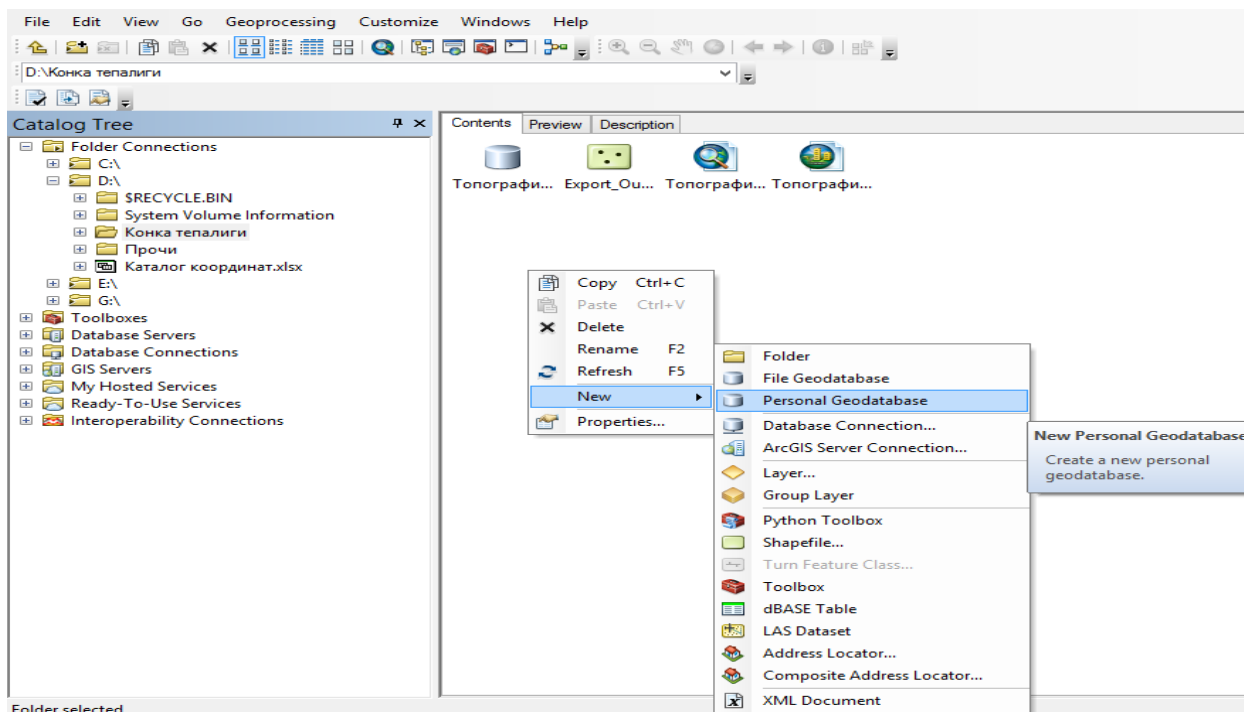 File Edit View Go Geoprocessing Customize Windows Help
D:\Конка тепалиги
Catalog Tree
Folder Connections
C:\
D:\
$RECYCLE.BIN
System Volume Information
Конка тепалиги
Прочи
Каталог координат.xlsx
E:\
G:\
Toolboxes
Database Servers
Database Connections
GIS Servers
My Hosted Services
Ready-To-Use Services
Interoperability Connections
Contents Preview Description
Топографи... Export_Ou... Топографи... Топографи...
Copy Ctrl+C
Paste Ctrl+V
Delete
Rename F2
Refresh F5
New
Properties...
Folder
File Geodatabase
Personal Geodatabase
Database Connection...
ArcGIS Server Connection...
Layer...
Group Layer
Python Toolbox
Shapefile...
Turn Feature Class...
Toolbox
dBASE Table
LAS Dataset
Address Locator...
Composite Address Locator...
XML Document
New Personal Geodatabase
Create a new personal
geodatabase.
Folder selected